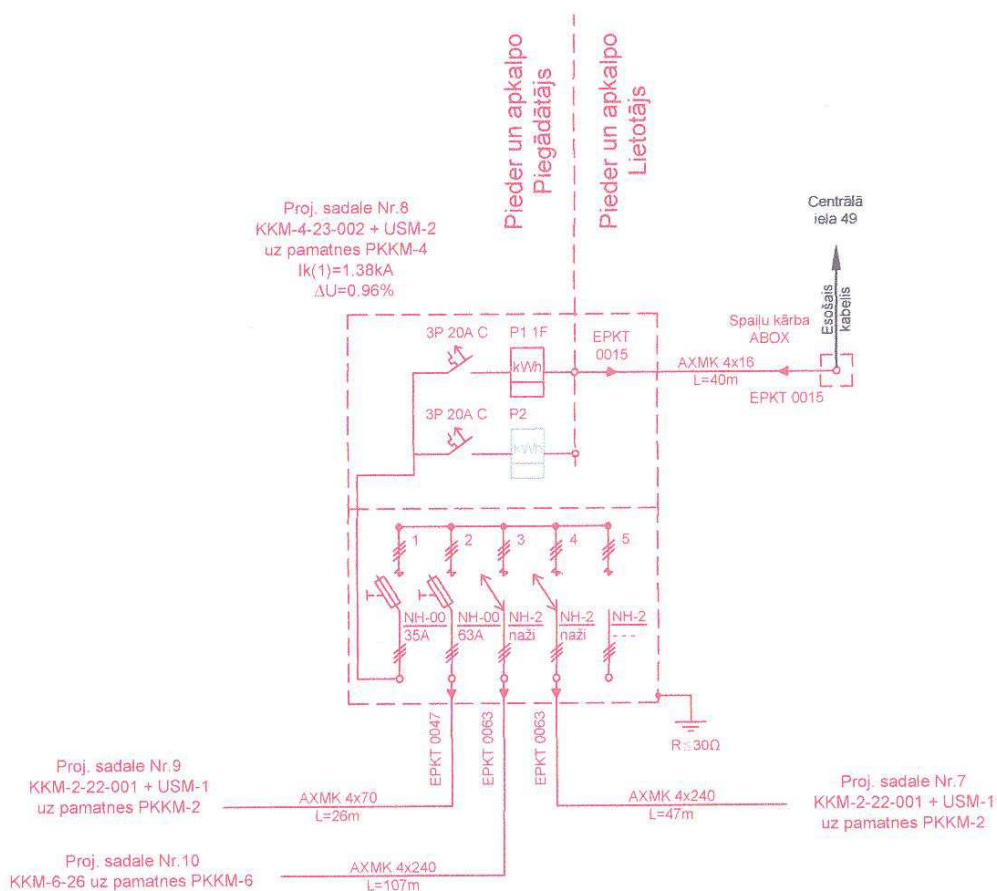 Pieder un apkalpo
Piegādātājs
Pieder un apkalpo
Lietotājs
Proj. sadale Nr.8
KKM-4-23-002 + USM-2
uz pamatnes PKKM-4
Ik(1)=1.38kA
ΔU=0.96%
Centrālā
iela 49
Esošais
kabelis
Spaiļu kārba
ABOX
3P 20A C
P1 1F
kWh
EPKT
0015
AXMK 4x16
L=40m
EPKT 0015
3P 20A C
P2
kWh
1
2
3
4
5
NH-00
35A
NH-00
63A
NH-2
naži
NH-2
naži
NH-2
---
EPKT 0047
EPKT 0063
EPKT 0063
R≤30Ω
Proj. sadale Nr.9
KKM-2-22-001 + USM-1
uz pamatnes PKKM-2
AXMK 4x70
L=26m
AXMK 4x240
L=47m
Proj. sadale Nr.7
KKM-2-22-001 + USM-1
uz pamatnes PKKM-2
Proj. sadale Nr.10
KKM-6-26 uz pamatnes PKKM-6
AXMK 4x240
L=107m